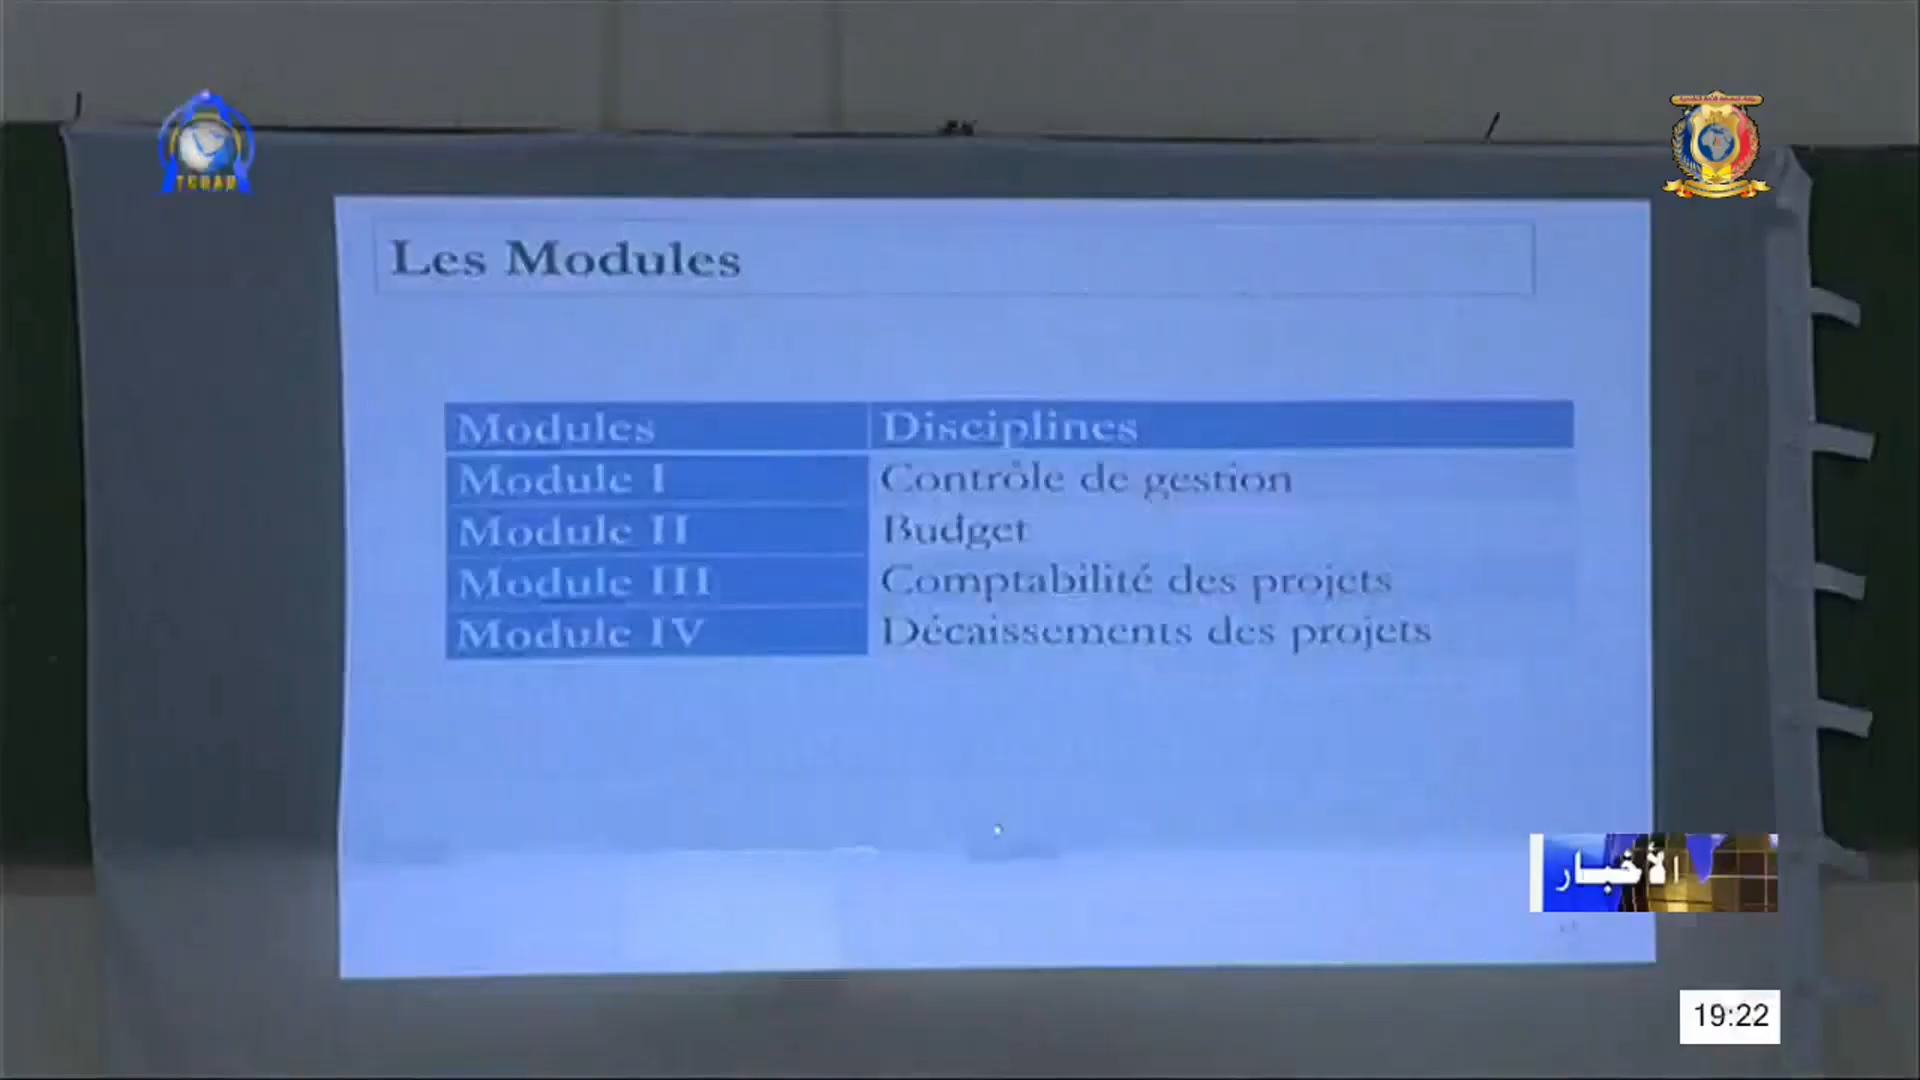 TCHAD
Les Modules
Modules Disciplines
Module I Contrôle de gestion
Module II Budget
Module III Comptabilité des projets
Module IV Décaissements des projets
الأخبار
19:22